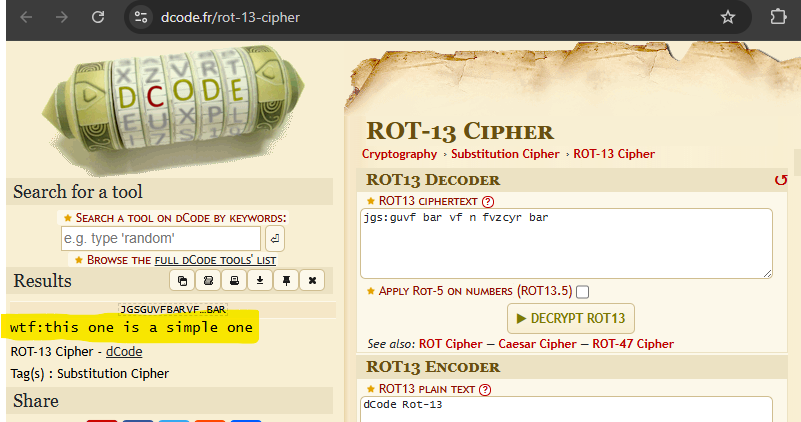 dcode.fr/rot-13-cipher
DCODE
Search for a tool
★ Search a tool on dCode by keywords:
e.g. type 'random'
★ Browse the full dCode tools' list
Results
JGSGUVFBARVF…BAR
wtf:this one is a simple one
ROT-13 Cipher - dCode
Tag(s) : Substitution Cipher
Share
ROT-13 Cipher
Cryptography › Substitution Cipher › ROT-13 Cipher
ROT13 Decoder
★ ROT13 ciphertext ?
jgs:guvf bar vf n fvzcyr bar
★ Apply Rot-5 on numbers (ROT13.5)
▶ DECRYPT ROT13
See also: ROT Cipher — Caesar Cipher — ROT-47 Cipher
ROT13 Encoder
★ ROT13 plain text ?
dCode Rot-13